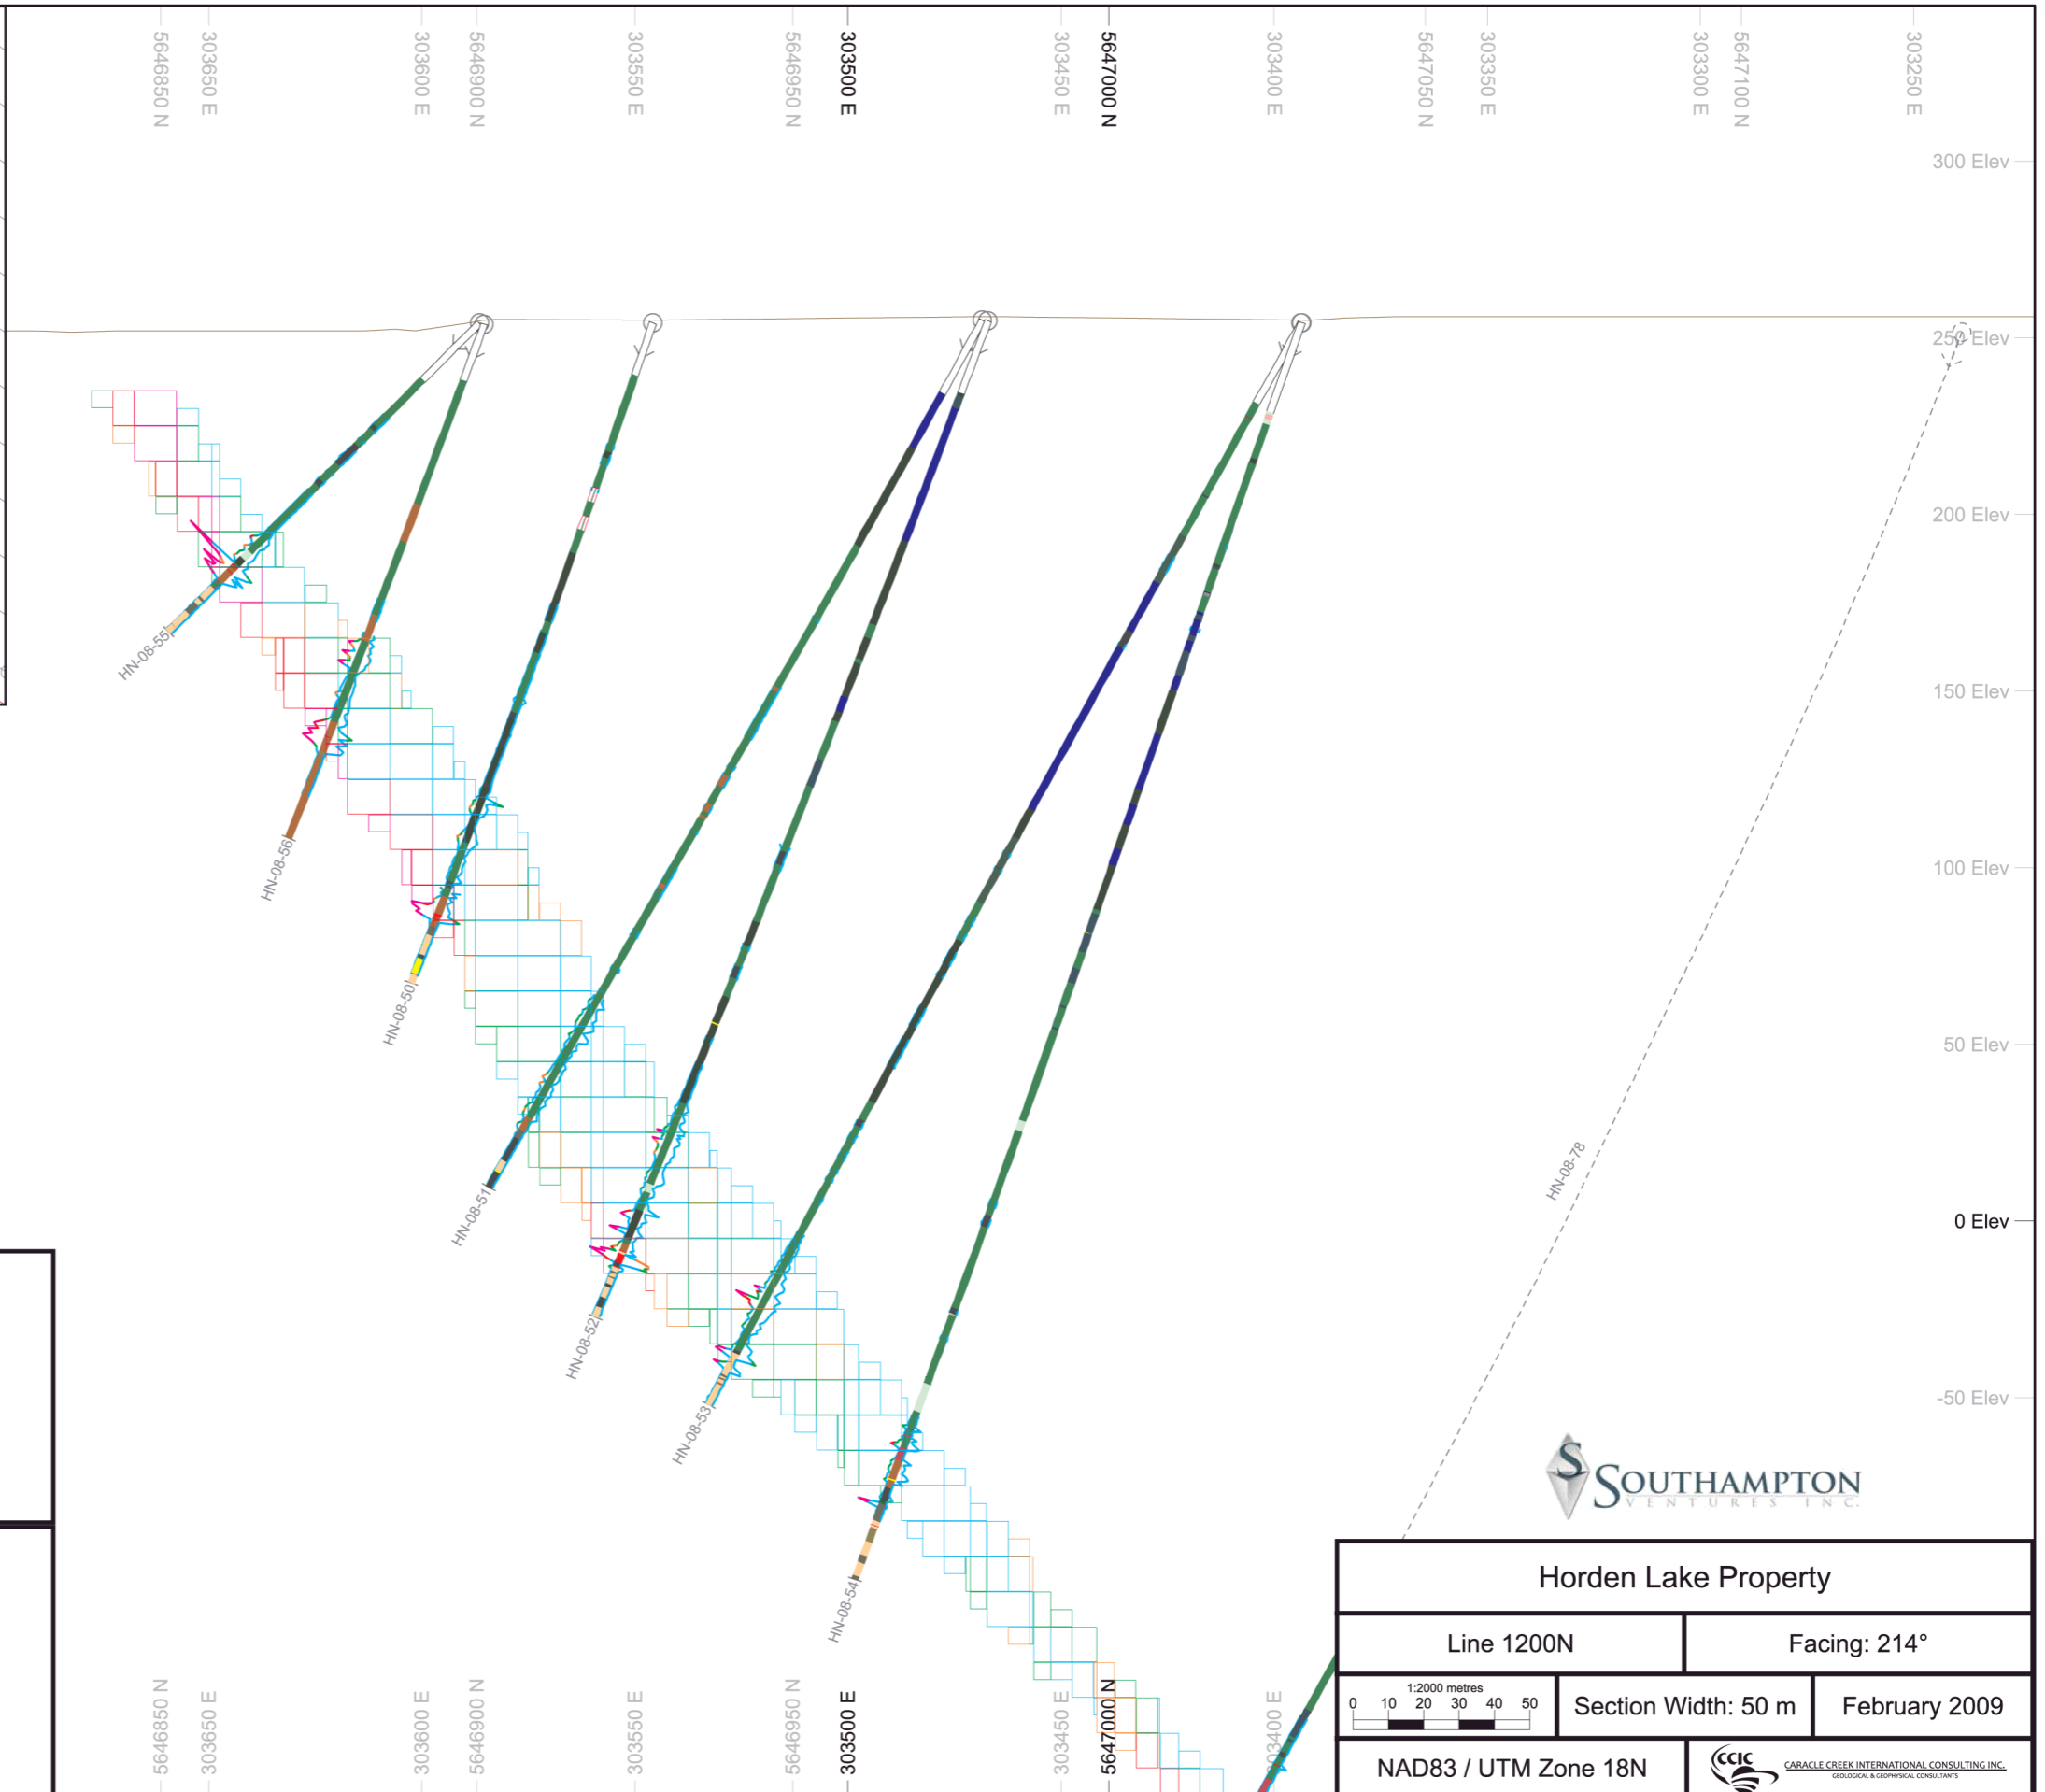 5646850 N
303650 E
303600 E
5646900 N
303550 E
5646950 N
303500 E
303450 E
5647000 N
303400 E
5647050 N
303350 E
303300 E
5647100 N
303250 E
300 Elev
250 Elev
200 Elev
150 Elev
100 Elev
50 Elev
0 Elev
-50 Elev
HN-08-55
HN-08-56
HN-08-50
HN-08-51
HN-08-52
HN-08-53
HN-08-54
HN-08-78
S SOUTHAMPTON
VENTURES INC.
Horden Lake Property
Line 1200N
Facing: 214°
1:2000 metres
0 10 20 30 40 50
Section Width: 50 m
February 2009
NAD83 / UTM Zone 18N
CCIC
CARACLE CREEK INTERNATIONAL CONSULTING INC.
GEOLOGICAL & GEOPHYSICAL CONSULTANTS
5646850 N
303650 E
303600 E
5646900 N
303550 E
5646950 N
303500 E
303450 E
5647000 N
303400 E